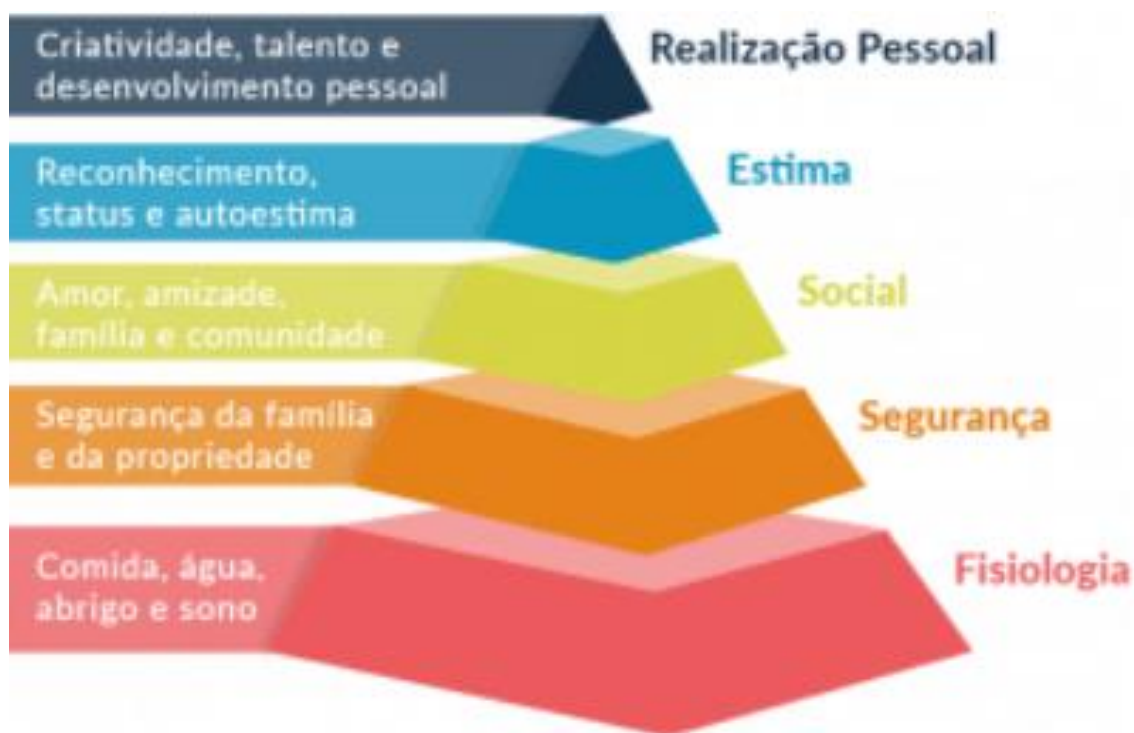 Criatividade, talento e
desenvolvimento pessoal
Realização Pessoal
Reconhecimento,
status e autoestima
Estima
Amor, amizade,
família e comunidade
Social
Segurança da família
e da propriedade
Segurança
Comida, água,
abrigo e sono
Fisiologia